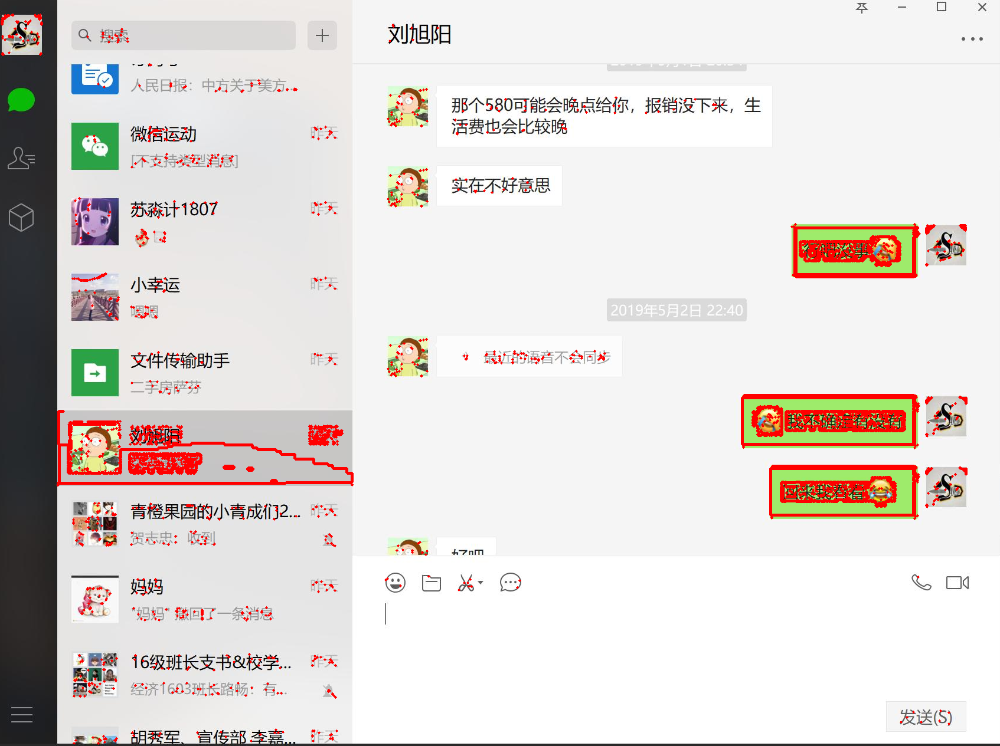 搜索
人民日报：中方关于美方...
微信运动
昨天
[不支持类型消息]
苏淼计1807
昨天
小幸运
昨天
嗯嗯
文件传输助手
昨天
二手房萨芬
刘旭阳
青橙果园的小青成们2...
昨天
贺志忠：收到
妈妈
昨天
"妈妈" 撤回了一条消息
16级班长支书&校学...
昨天
经济1603班长路畅：有...
胡秀军、宣传部 李嘉...
昨天
刘旭阳
那个580可能会晚点给你，报销没下来，生
活费也会比较晚
实在不好意思
行吧没事
2019年5月2日 22:40
最近的语音不会同步
我不确定有没有
回来我看看
好吧
发送(S)